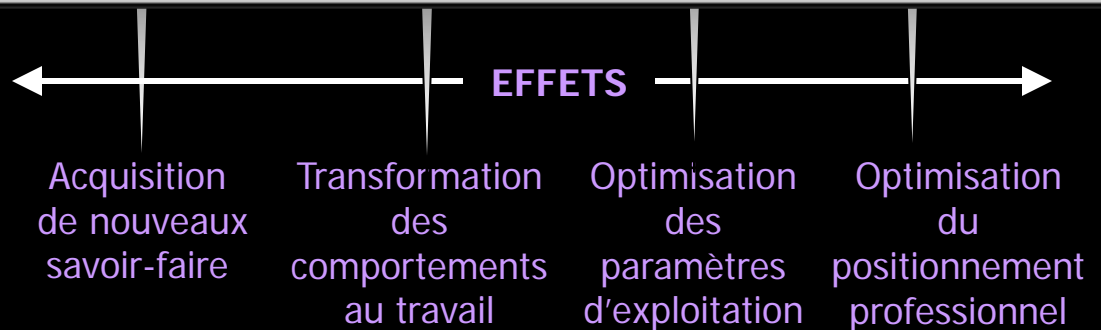 EFFETS
Acquisition
de nouveaux
savoir-faire
Transformation
des
comportements
au travail
Optimisation
des
paramètres
d'exploitation
Optimisation
du
positionnement
professionnel